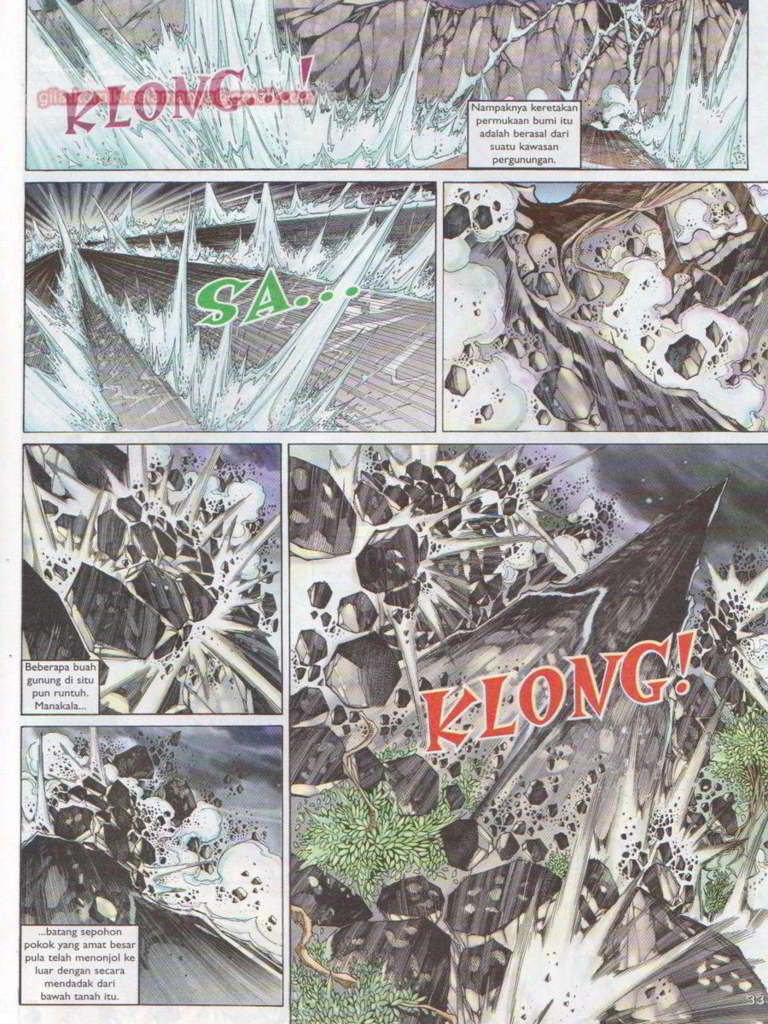 KLONG...!
Nampaknya keretakan
permukaan bumi itu
adalah berasal dari
suatu kawasan
pergunungan.
SA...
Beberapa buah
gunung di situ
pun runtuh.
Manakala...
KLONG!
...batang sepohon
pokok yang amat besar
pula telah menonjol ke
luar dengan secara
mendadak dari
bawah tanah itu.
33